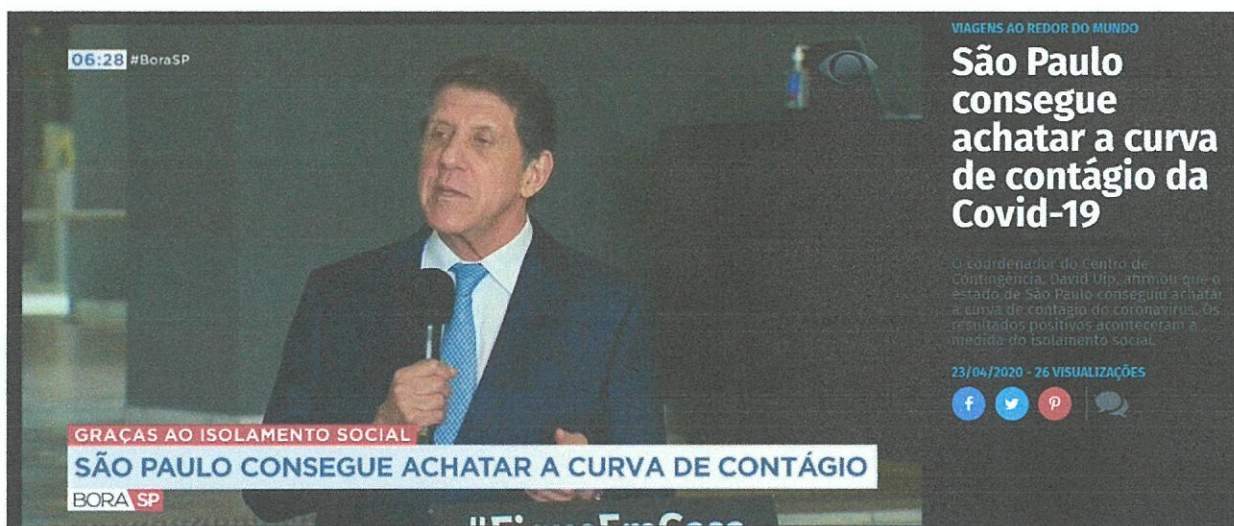 06:28 #BoraSP
GRAÇAS AO ISOLAMENTO SOCIAL
SÃO PAULO CONSEGUE ACHATAR A CURVA DE CONTÁGIO
BORA SP
#FiqueEmCasa
VIAGENS AO REDOR DO MUNDO
São Paulo
consegue
achatar a curva
de contágio da
Covid-19
O coordenador do Centro de
Contingência, David Uip, afirmou que o
estado de São Paulo conseguiu achatar
a curva de contágio do coronavírus. Os
resultados positivos aconteceram a
medida do isolamento social.
23/04/2020 - 26 VISUALIZAÇÕES